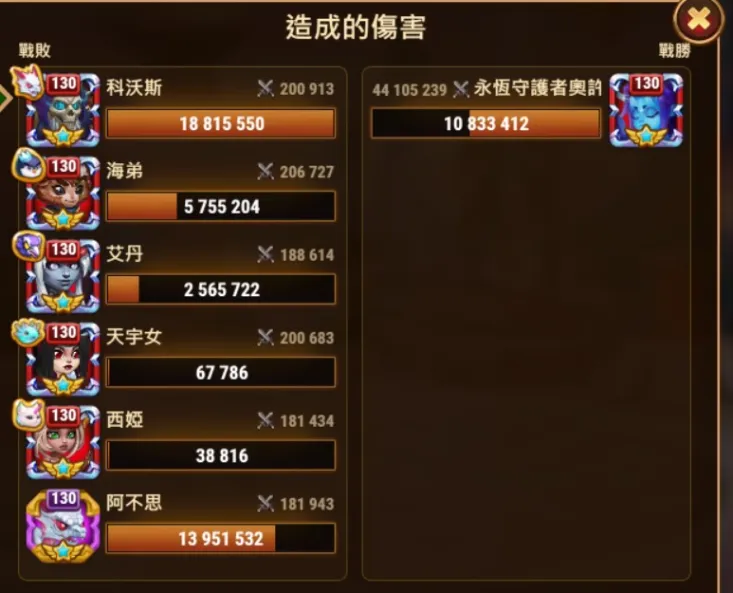 造成的傷害
戰敗
戰勝
130 科沃斯 200 913
18 815 550
130 海弟 206 727
5 755 204
130 艾丹 188 614
2 565 722
130 天宇女 200 683
67 786
130 西婭 181 434
38 816
130 阿不思 181 943
13 951 532
44 105 239 永恆守護者奧許 130
10 833 412